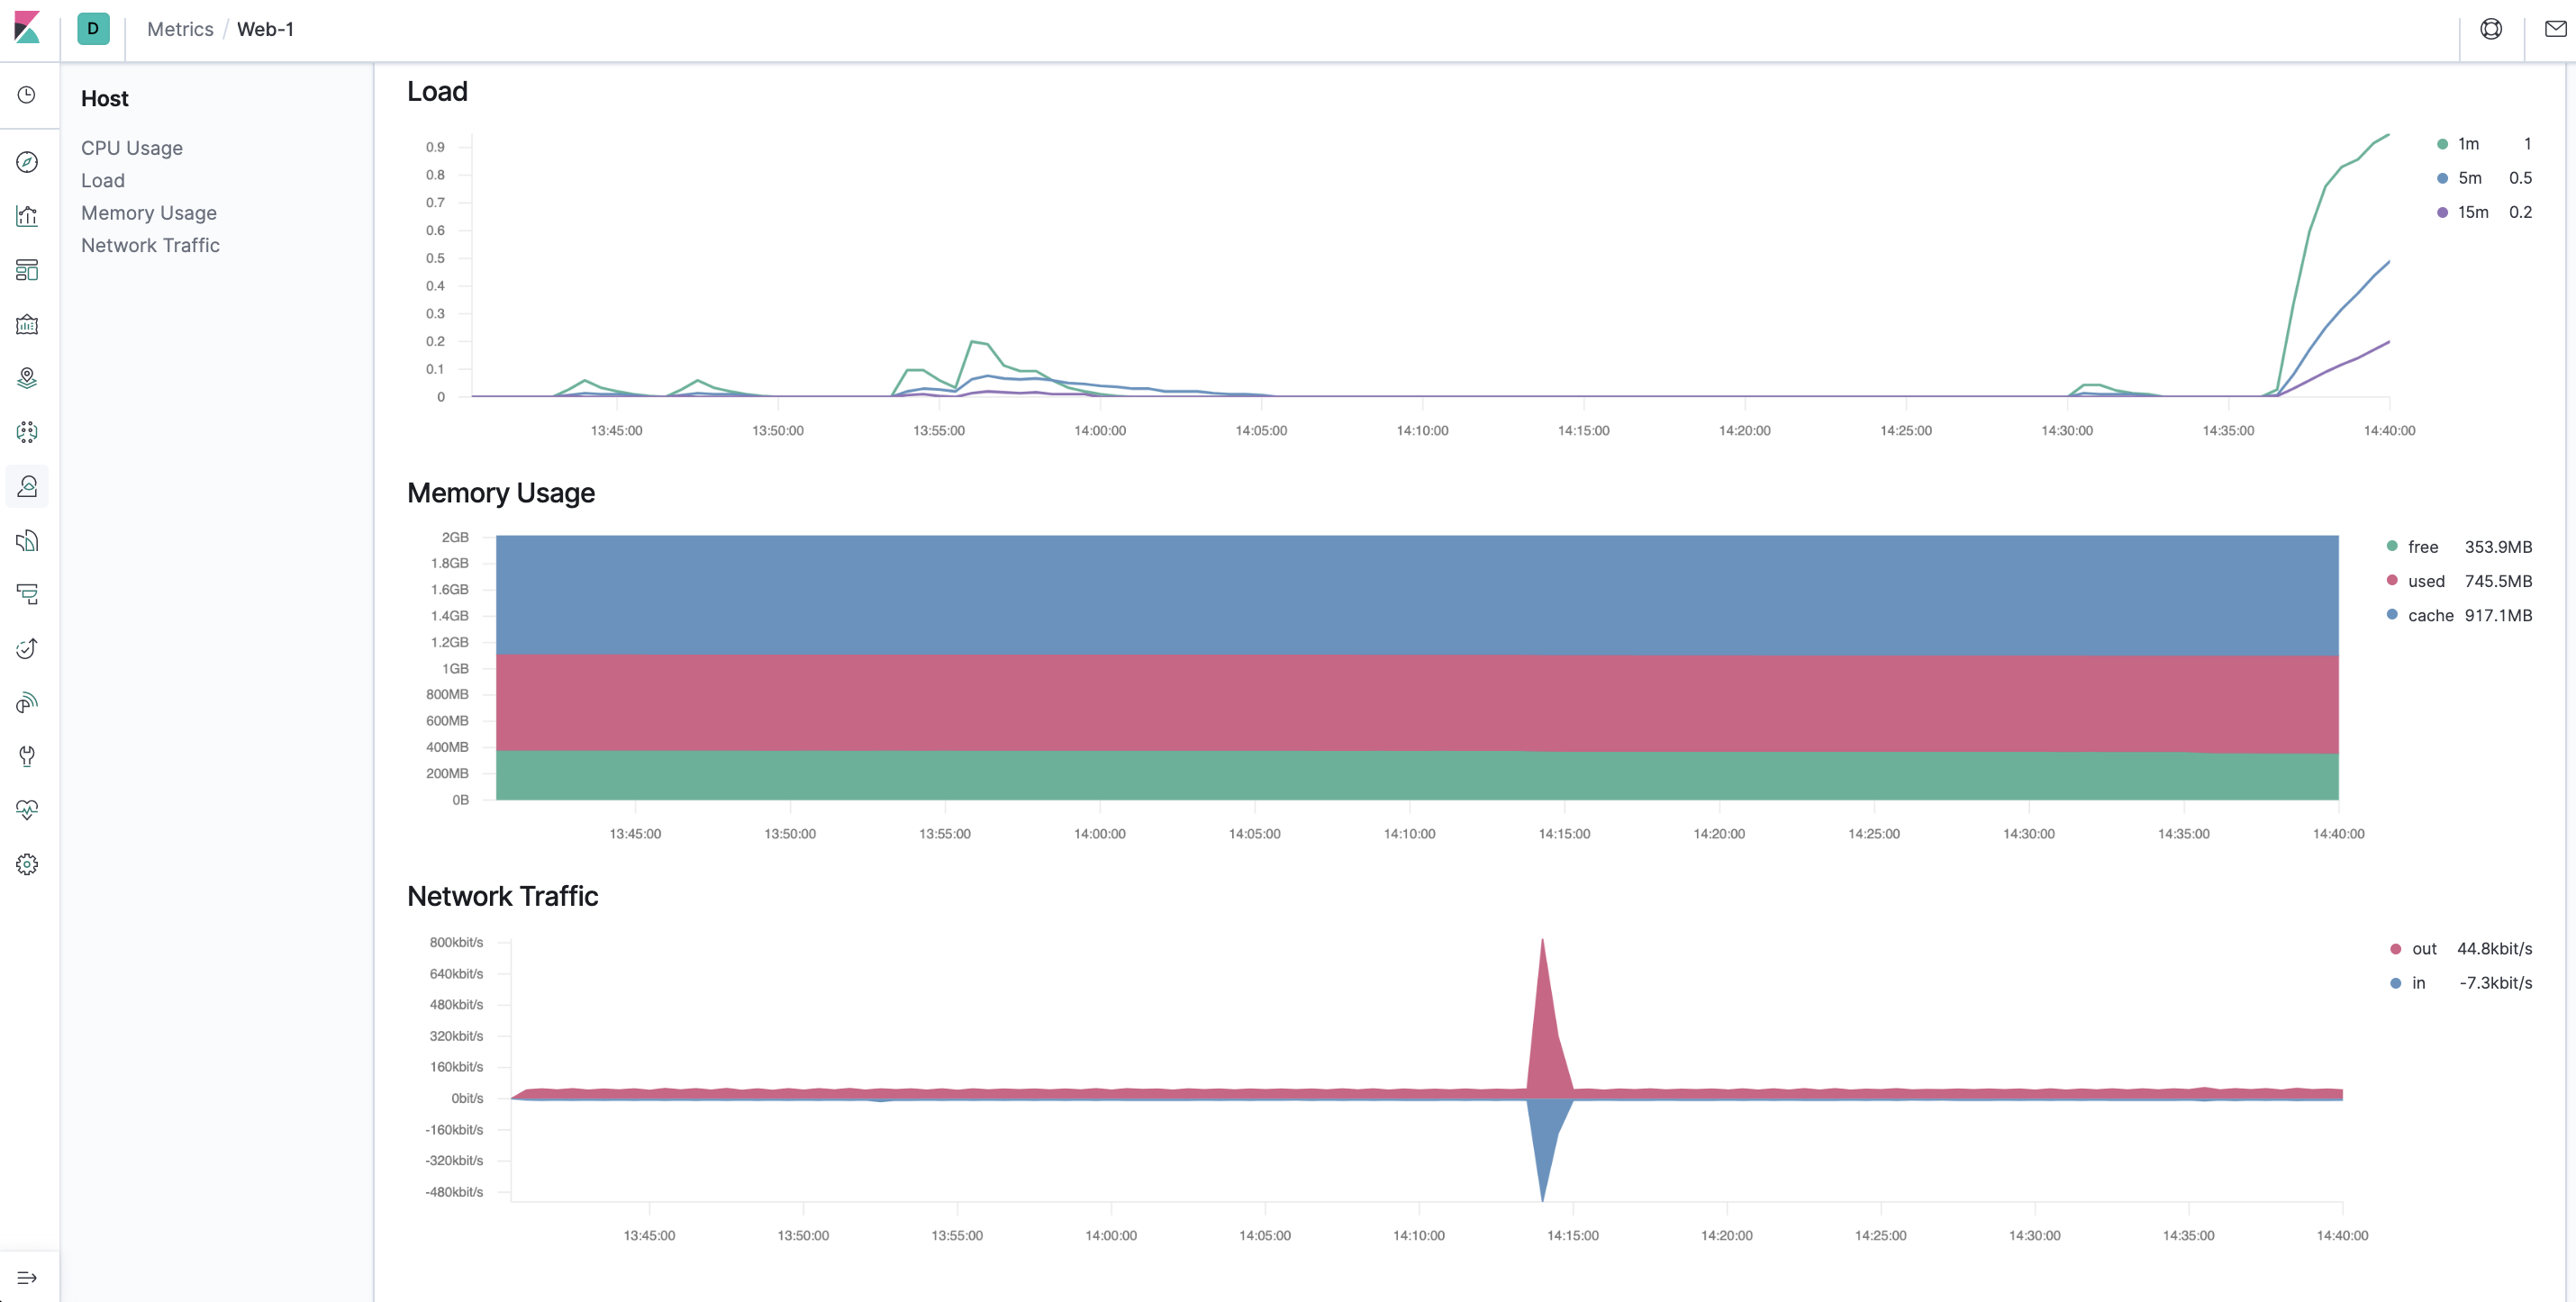 D
Metrics / Web-1
Host
CPU Usage
Load
Memory Usage
Network Traffic
Load
0.9
0.8
0.7
0.6
0.5
0.4
0.3
0.2
0.1
0
13:45:00 13:50:00 13:55:00 14:00:00 14:05:00 14:10:00 14:15:00 14:20:00 14:25:00 14:30:00 14:35:00 14:40:00
1m 1
5m 0.5
15m 0.2
Memory Usage
2GB
1.8GB
1.6GB
1.4GB
1.2GB
1GB
800MB
600MB
400MB
200MB
0B
13:45:00 13:50:00 13:55:00 14:00:00 14:05:00 14:10:00 14:15:00 14:20:00 14:25:00 14:30:00 14:35:00 14:40:00
free 353.9MB
used 745.5MB
cache 917.1MB
Network Traffic
800kbit/s
640kbit/s
480kbit/s
320kbit/s
160kbit/s
0bit/s
-160kbit/s
-320kbit/s
-480kbit/s
13:45:00 13:50:00 13:55:00 14:00:00 14:05:00 14:10:00 14:15:00 14:20:00 14:25:00 14:30:00 14:35:00 14:40:00
out 44.8kbit/s
in -7.3kbit/s